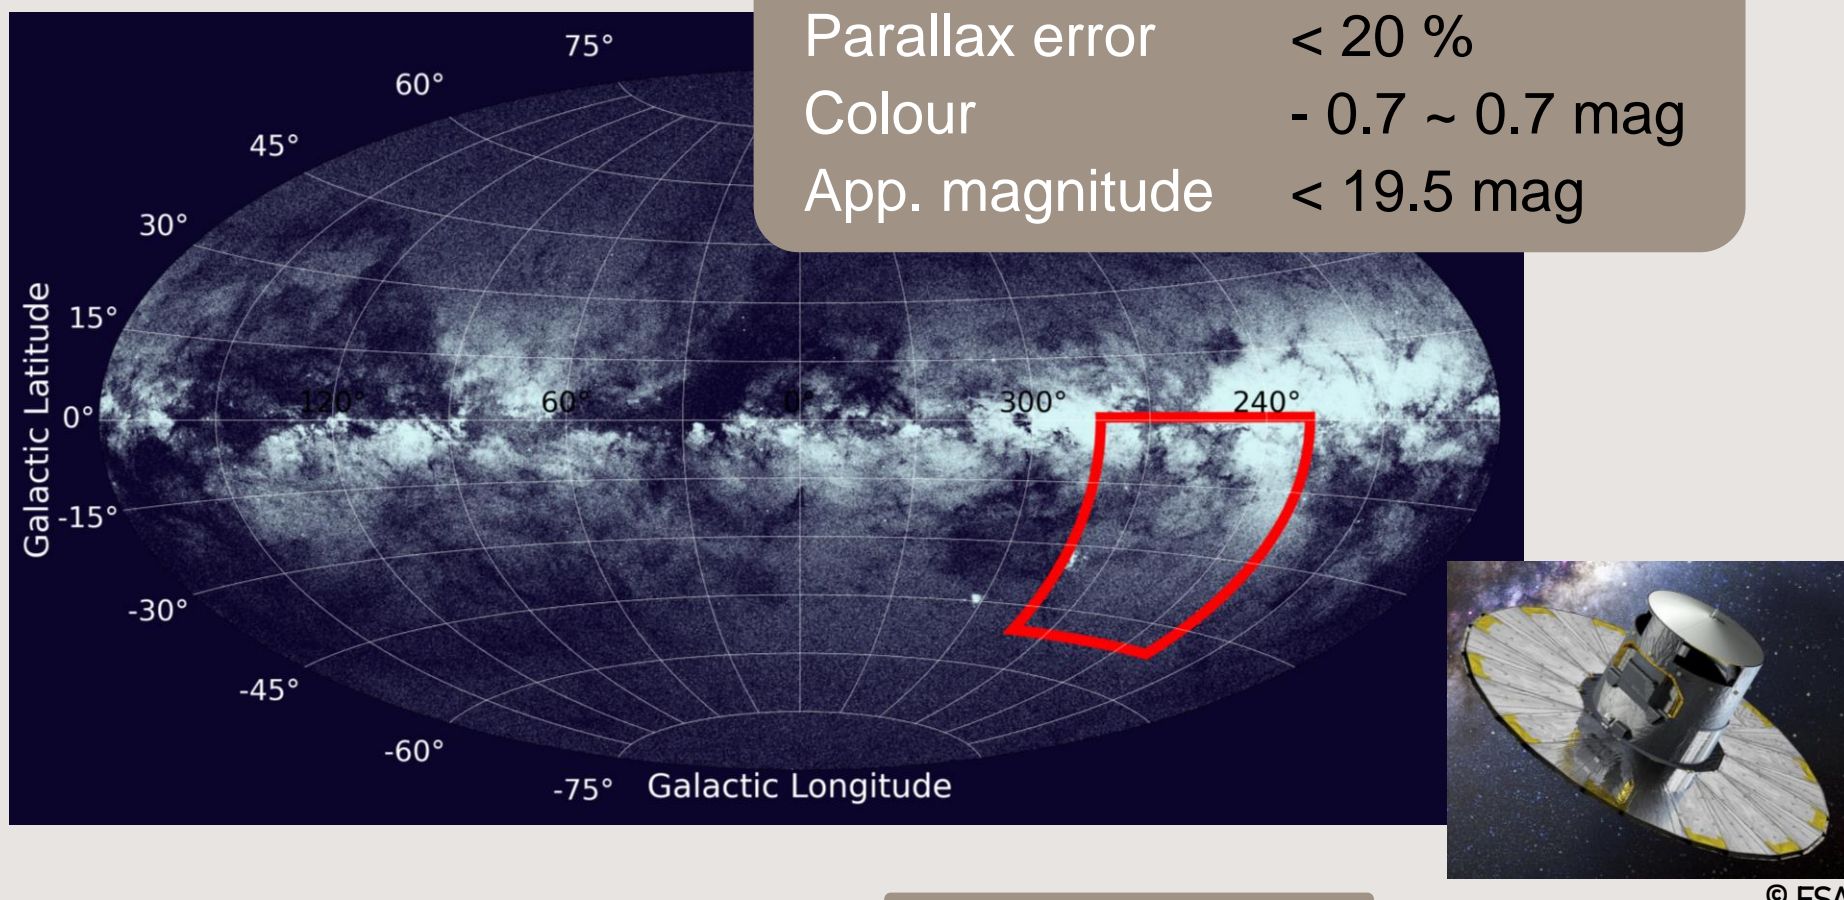 Parallax error < 20 %
Colour - 0.7 ~ 0.7 mag
App. magnitude < 19.5 mag
75°
60°
45°
30°
15°
0°
-15°
-30°
-45°
-60°
-75°
Galactic Latitude
120° 60° 0° 300° 240°
Galactic Longitude
© ESA